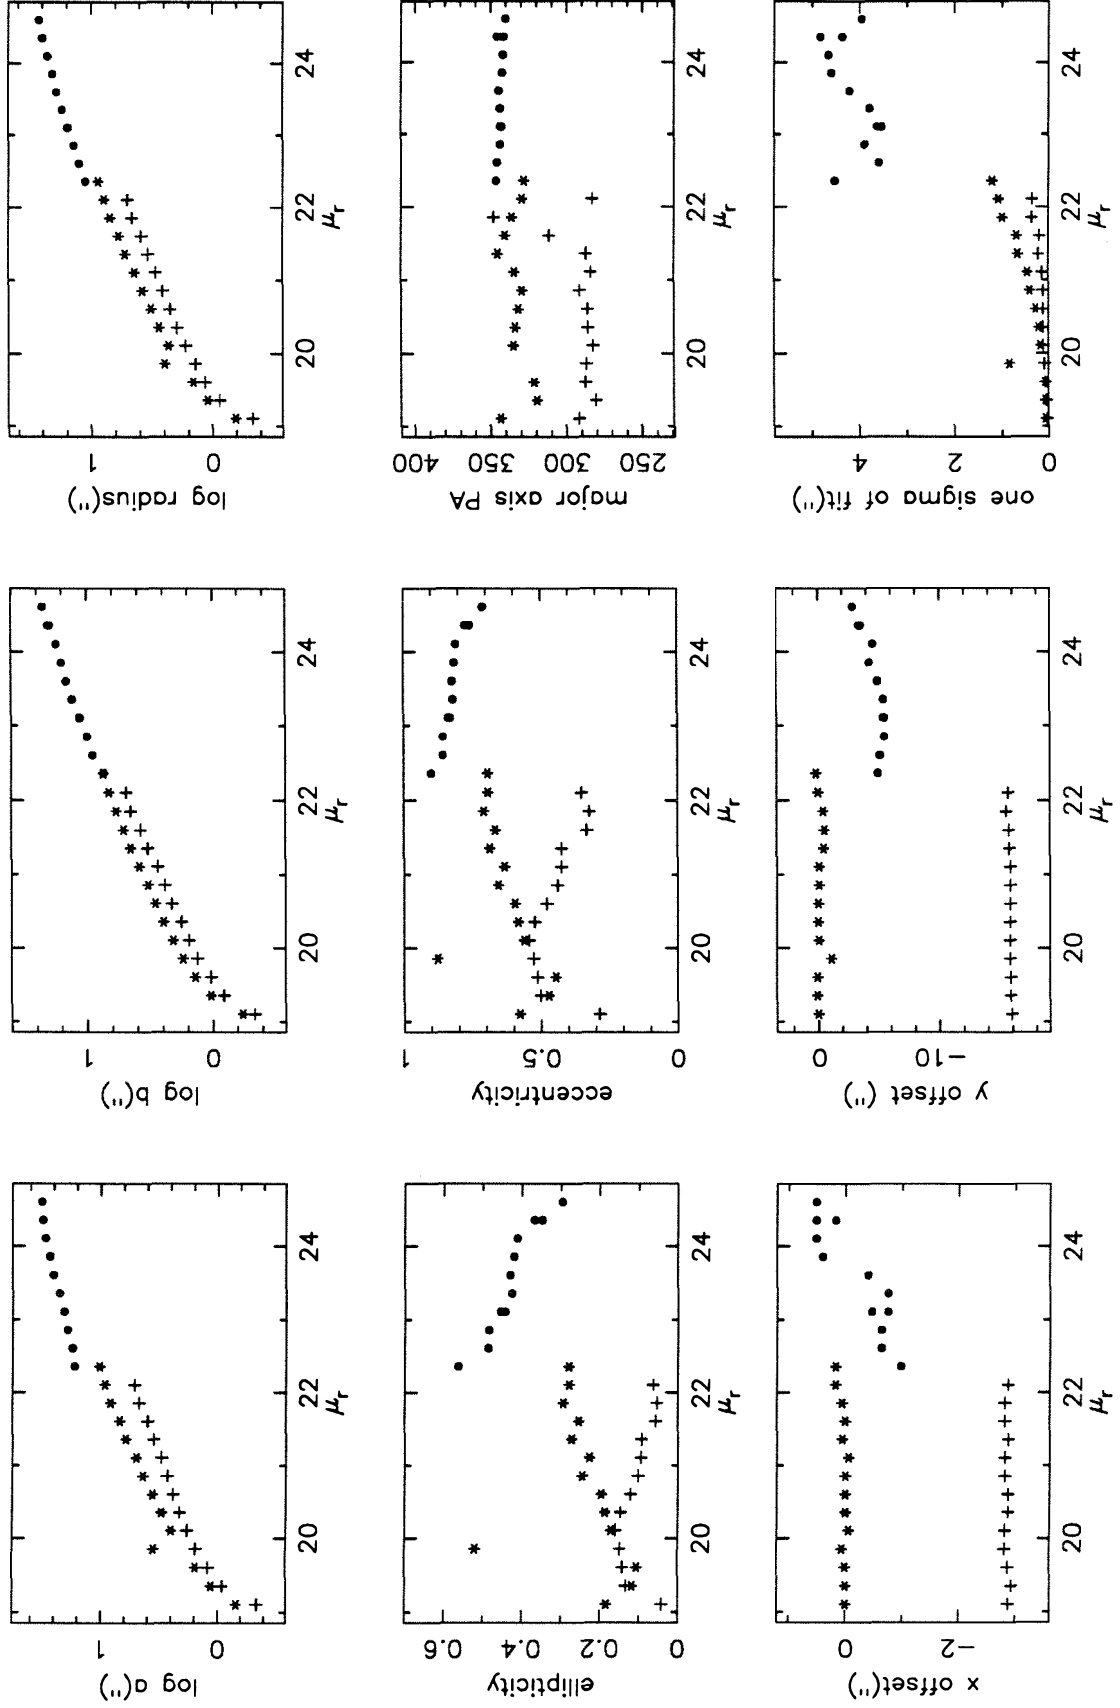 log a(")
1
0
20
22
24
μr
log b(")
1
0
20
22
24
μr
log radius(")
1
0
20
22
24
μr
ellipticity
0.6
0.4
0.2
0
20
22
24
μr
eccentricity
1
0.5
0
20
22
24
μr
major axis PA
400
350
300
250
20
22
24
μr
x offset(")
0
−2
20
22
24
μr
y offset (")
0
−10
20
22
24
μr
one sigma of fit(")
4
2
0
20
22
24
μr